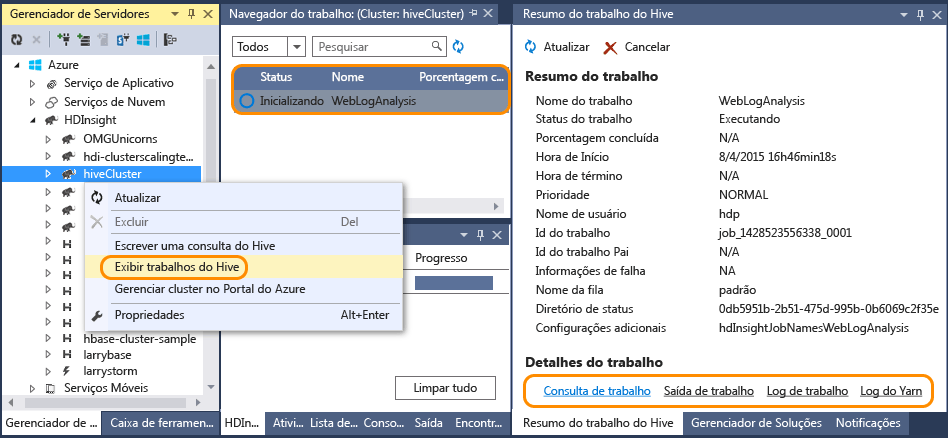 Gerenciador de Servidores
Azure
Serviço de Aplicativo
Serviços de Nuvem
HDInsight
OMGUnicorns
hdi-clusterscalingte...
hiveCluster
Atualizar
Excluir Del
Escrever uma consulta do Hive
Exibir trabalhos do Hive
Gerenciar cluster no Portal do Azure
Propriedades Alt+Enter
hbase-cluster-sample
larrybase
larrystorm
Serviços Móveis
Gerenciador de ... Caixa de ferramen...
Navegador do trabalho: (Cluster: hiveCluster)
Todos Pesquisar
Status Nome Porcentagem c...
Inicializando WebLogAnalysis
Progresso
Limpar tudo
HDIn... Ativi... Lista de... Conso... Saída Encontr...
Resumo do trabalho do Hive
Atualizar Cancelar
Resumo do trabalho
Nome do trabalho WebLogAnalysis
Status do trabalho Executando
Porcentagem concluída N/A
Hora de Início 8/4/2015 16h46min18s
Hora de término N/A
Prioridade NORMAL
Nome de usuário hdp
Id do trabalho job_1428523556338_0001
Id do trabalho Pai N/A
Informações de falha NA
Nome da fila padrão
Diretório de status 0db5951b-2b51-475d-995b-0b6069c2f35e
Configurações adicionais hdInsightJobNamesWebLogAnalysis
Detalhes do trabalho
Consulta de trabalho Saída de trabalho Log de trabalho Log do Yarn
Resumo do trabalho do Hive Gerenciador de Soluções Notificações